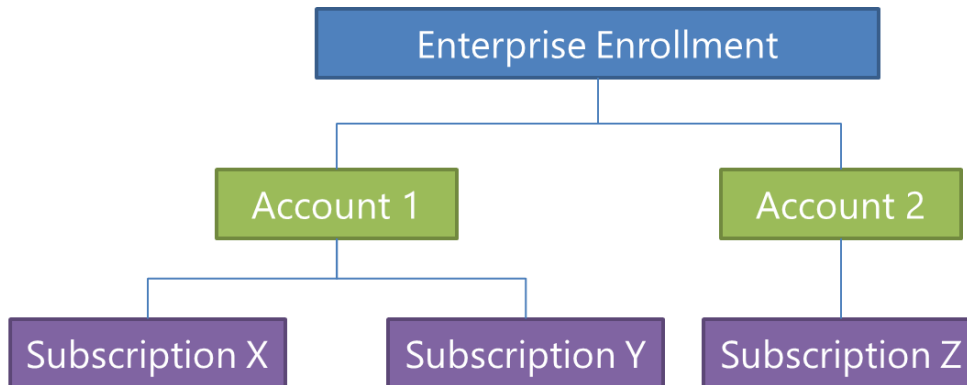 Enterprise Enrollment
Account 1
Account 2
Subscription X
Subscription Y
Subscription Z